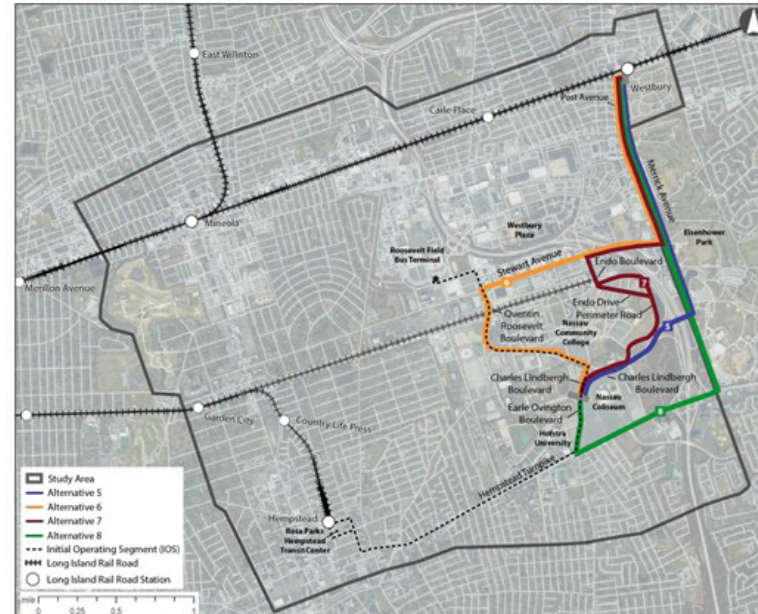 East Williston
Westbury
Carle Place
Post Avenue
Mineola
Merrick Avenue
Merillon Avenue
Westbury
Plaza
Eisenhower
Park
Roosevelt Field
Bus Terminal
Stewart Avenue
Endo Boulevard
6
7
Endo Drive
Perimeter Road
Quentin
Roosevelt
Boulevard
Nassau
Community
College
5
Charles Lindbergh
Boulevard
Charles Lindbergh
Boulevard
Nassau
Coliseum
Earle Ovington
Boulevard
8
Hofstra
University
Garden City
Country Life Press
Hempstead Turnpike
Hempstead
Rosa Parks
Hempstead
Transit Center
Study Area
Alternative 5
Alternative 6
Alternative 7
Alternative 8
Initial Operating Segment (IOS)
Long Island Rail Road
Long Island Rail Road Station
mile
0 0.25 0.5 1